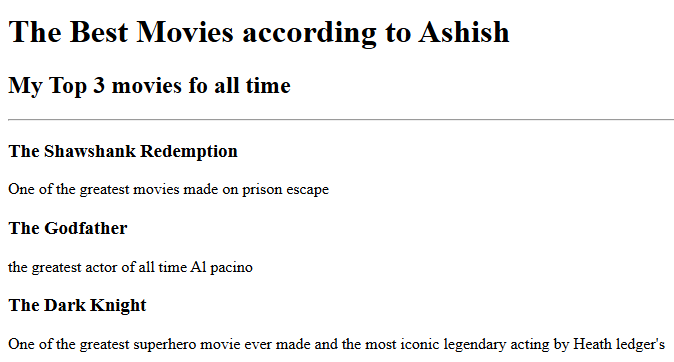 The Best Movies according to Ashish
My Top 3 movies fo all time
The Shawshank Redemption
One of the greatest movies made on prison escape
The Godfather
the greatest actor of all time Al pacino
The Dark Knight
One of the greatest superhero movie ever made and the most iconic legendary acting by Heath ledger's